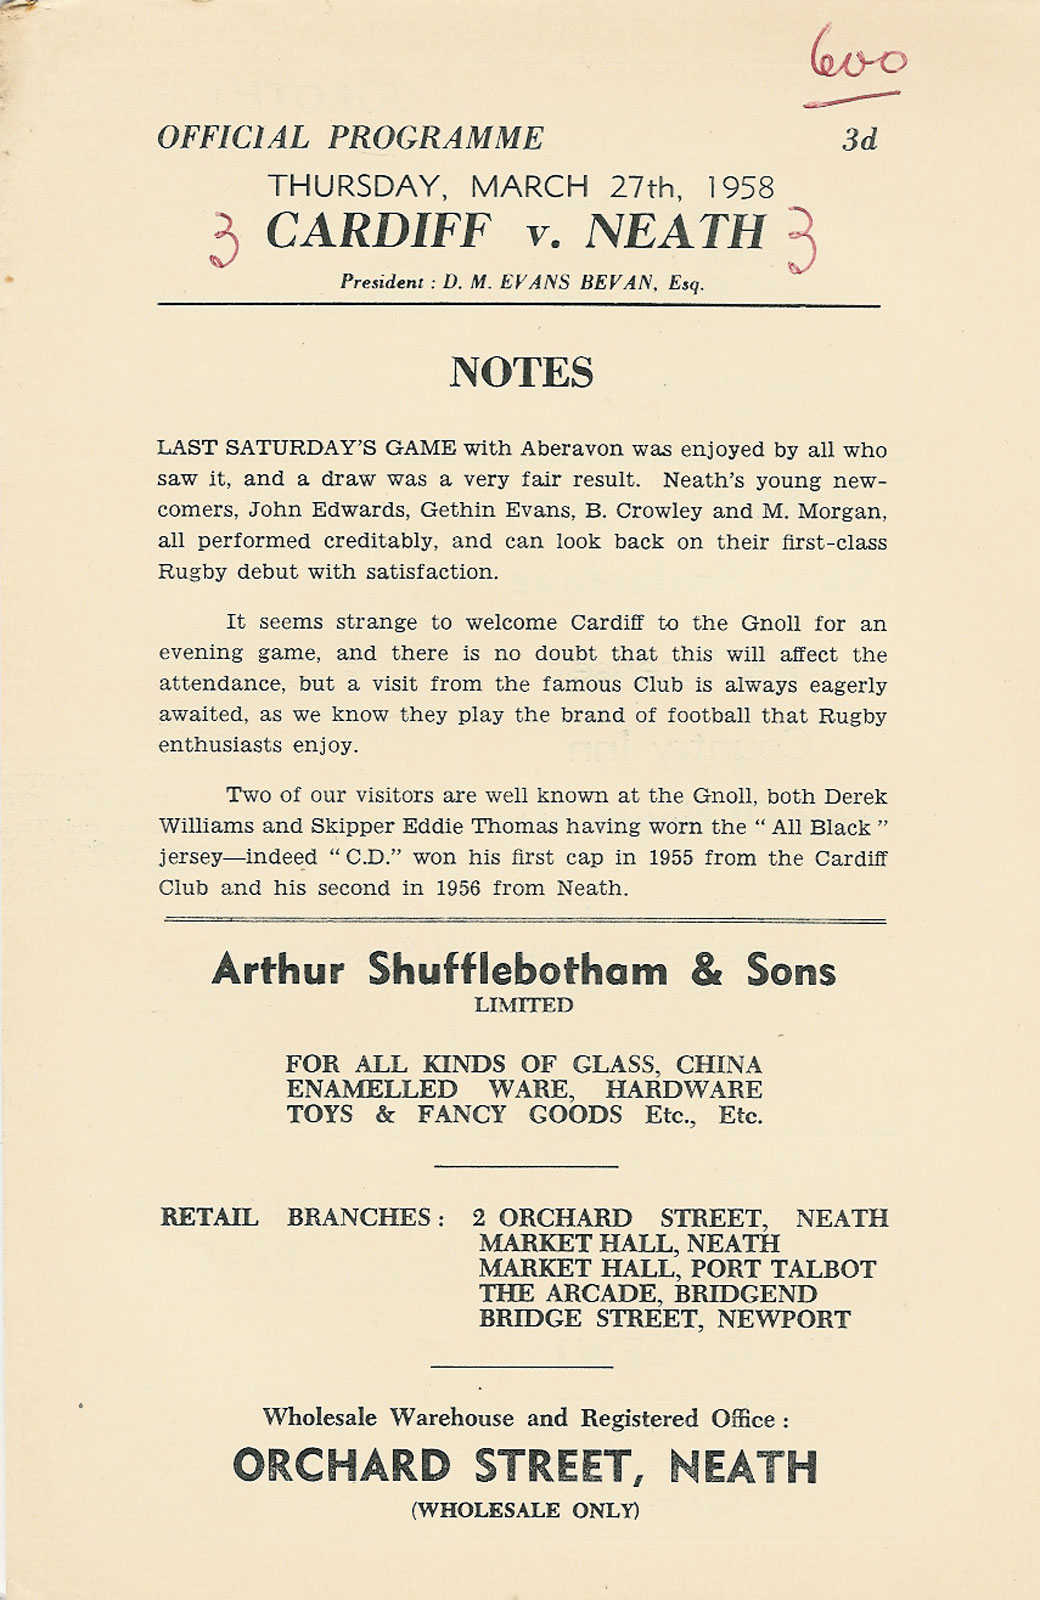 600
OFFICIAL PROGRAMME 3d
THURSDAY, MARCH 27th, 1958
3 CARDIFF v. NEATH 3
President : D. M. EVANS BEVAN, Esq.
NOTES
LAST SATURDAY'S GAME with Aberavon was enjoyed by all who
saw it, and a draw was a very fair result. Neath's young new-
comers, John Edwards, Gethin Evans, B. Crowley and M. Morgan,
all performed creditably, and can look back on their first-class
Rugby debut with satisfaction.
It seems strange to welcome Cardiff to the Gnoll for an
evening game, and there is no doubt that this will affect the
attendance, but a visit from the famous Club is always eagerly
awaited, as we know they play the brand of football that Rugby
enthusiasts enjoy.
Two of our visitors are well known at the Gnoll, both Derek
Williams and Skipper Eddie Thomas having worn the " All Black "
jersey—indeed " C.D." won his first cap in 1955 from the Cardiff
Club and his second in 1956 from Neath.
Arthur Shufflebotham & Sons
LIMITED
FOR ALL KINDS OF GLASS, CHINA
ENAMELLED WARE, HARDWARE
TOYS & FANCY GOODS Etc., Etc.
RETAIL BRANCHES : 2 ORCHARD STREET, NEATH
MARKET HALL, NEATH
MARKET HALL, PORT TALBOT
THE ARCADE, BRIDGEND
BRIDGE STREET, NEWPORT
Wholesale Warehouse and Registered Office :
ORCHARD STREET, NEATH
(WHOLESALE ONLY)